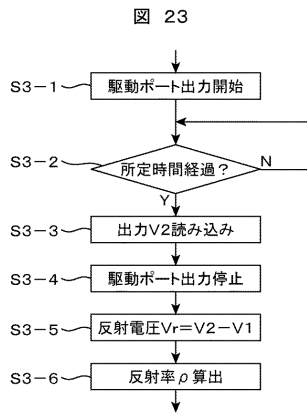 図 23
S3-1 駆動ポート出力開始
S3-2 所定時間経過? N
Y
S3-3 出力V2読み込み
S3-4 駆動ポート出力停止
S3-5 反射電圧Vr=V2-V1
S3-6 反射率ρ算出